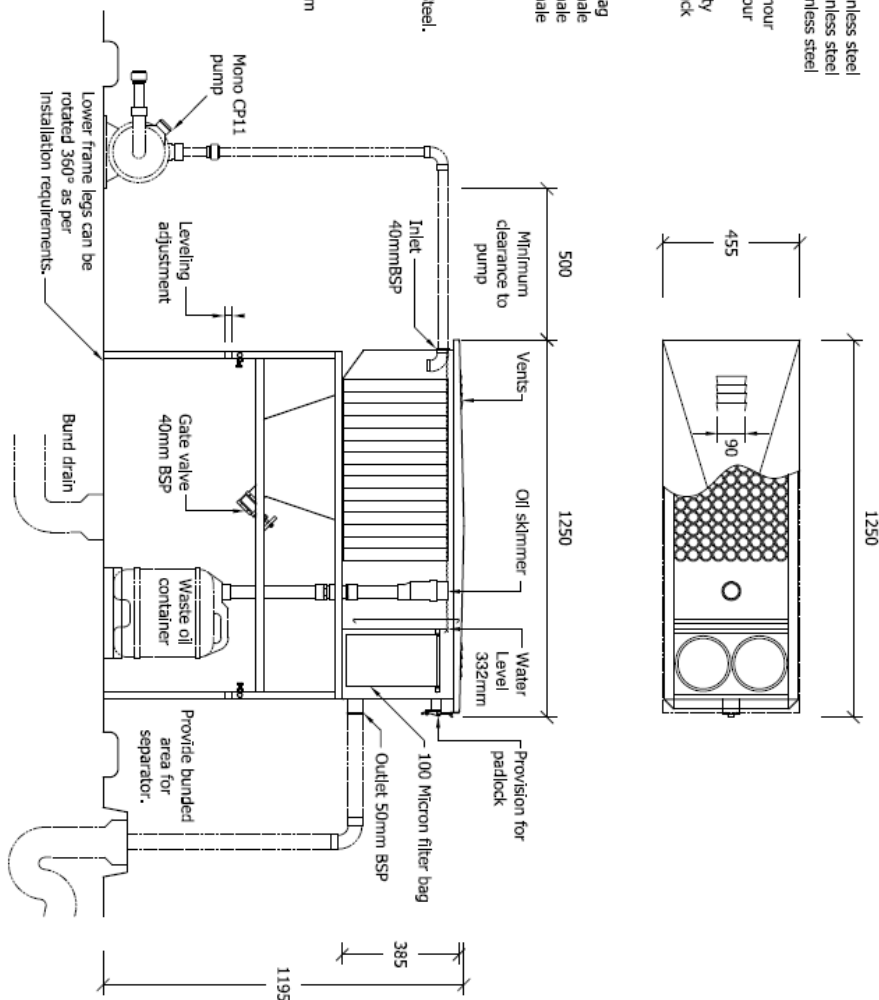 nless steel
nless steel
nless steel
hour
our
ty
ck
ag
ale
ale
ale
teel.
m
1250
455
90
500
1250
Minimum
clearance to
pump
Inlet
40mmBSP
Vents
Oil skimmer
Water
Level
332mm
Provision for
padlock
100 Micron filter bag
Outlet 50mm BSP
385
1195
Mono CP11
pump
Leveling
adjustment
Gate valve
40mm BSP
Waste oil
container
Provide bunded
area for
separator.
Lower frame legs can be
rotated 360° as per
installation requirements.
Bund drain